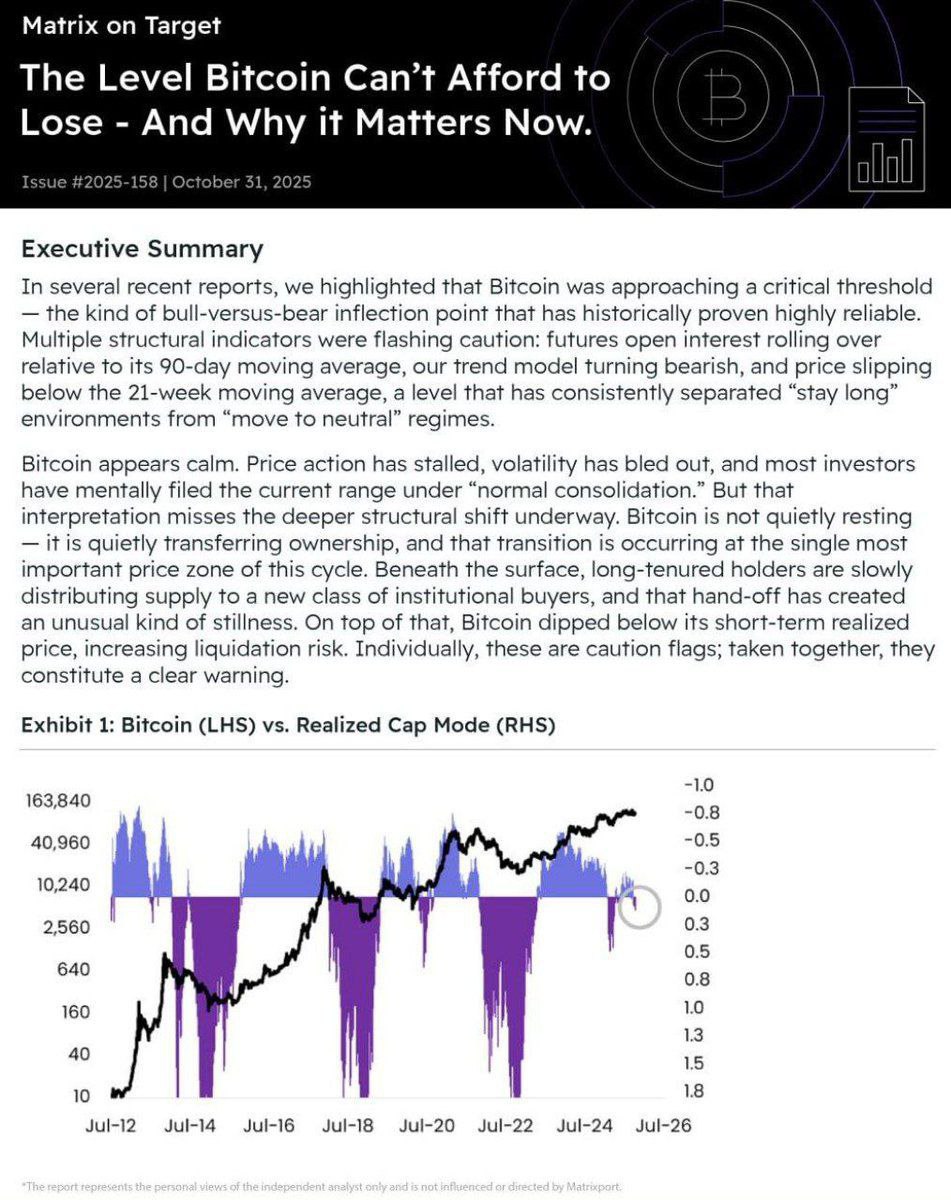 Matrix on Target
The Level Bitcoin Can’t Afford to
Lose - And Why it Matters Now.
Issue #2025-158 | October 31, 2025
Executive Summary
In several recent reports, we highlighted that Bitcoin was approaching a critical threshold
— the kind of bull-versus-bear inflection point that has historically proven highly reliable.
Multiple structural indicators were flashing caution: futures open interest rolling over
relative to its 90-day moving average, our trend model turning bearish, and price slipping
below the 21-week moving average, a level that has consistently separated “stay long”
environments from “move to neutral” regimes.
Bitcoin appears calm. Price action has stalled, volatility has bled out, and most investors
have mentally filed the current range under “normal consolidation.” But that
interpretation misses the deeper structural shift underway. Bitcoin is not quietly resting
— it is quietly transferring ownership, and that transition is occurring at the single most
important price zone of this cycle. Beneath the surface, long-tenured holders are slowly
distributing supply to a new class of institutional buyers, and that hand-off has created
an unusual kind of stillness. On top of that, Bitcoin dipped below its short-term realized
price, increasing liquidation risk. Individually, these are caution flags; taken together, they
constitute a clear warning.
Exhibit 1: Bitcoin (LHS) vs. Realized Cap Mode (RHS)
163,840
40,960
10,240
2,560
640
160
40
10
-1.0
-0.8
-0.5
-0.3
0.0
0.3
0.5
0.8
1.0
1.3
1.5
1.8
Jul-12 Jul-14 Jul-16 Jul-18 Jul-20 Jul-22 Jul-24 Jul-26
*The report represents the personal views of the independent analyst only and is not influenced or directed by Matrixport.